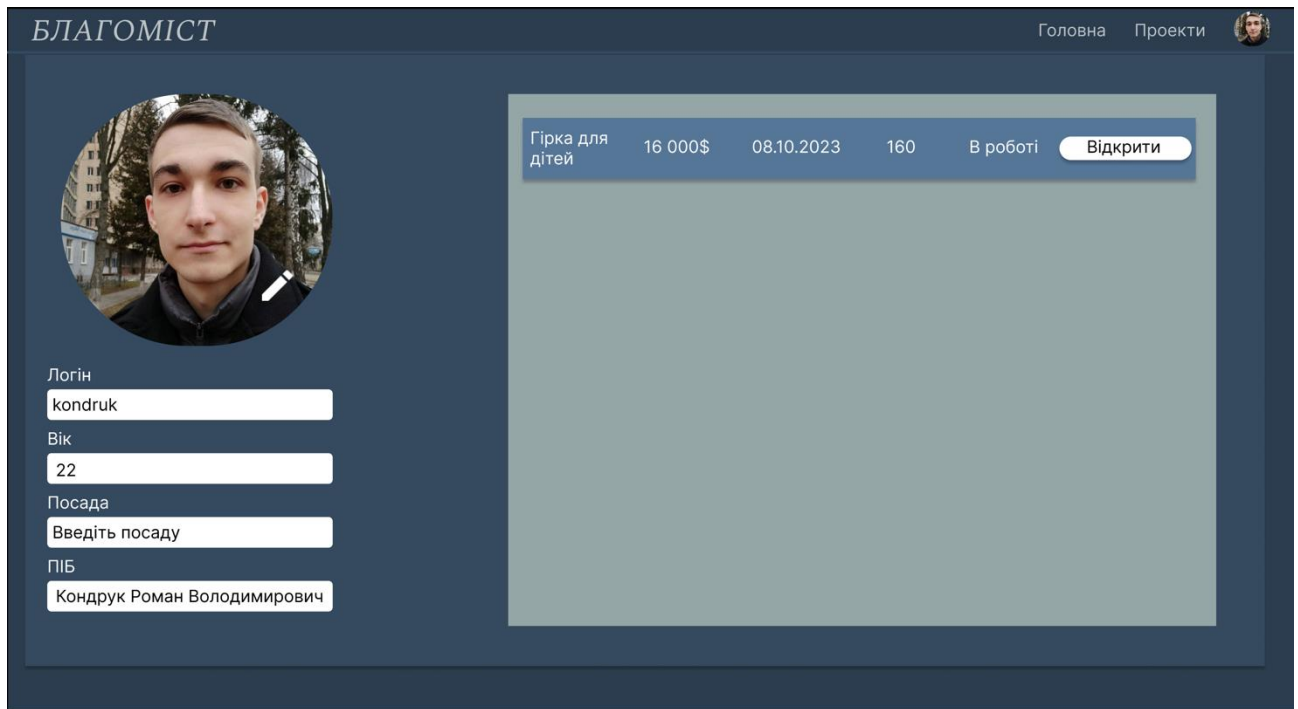 БЛАГОМІСТ
Головна Проекти
Гірка для
дітей
16 000$ 08.10.2023 160 В роботі Відкрити
Логін
kondruk
Вік
22
Посада
Введіть посаду
ПІБ
Кондрук Роман Володимирович